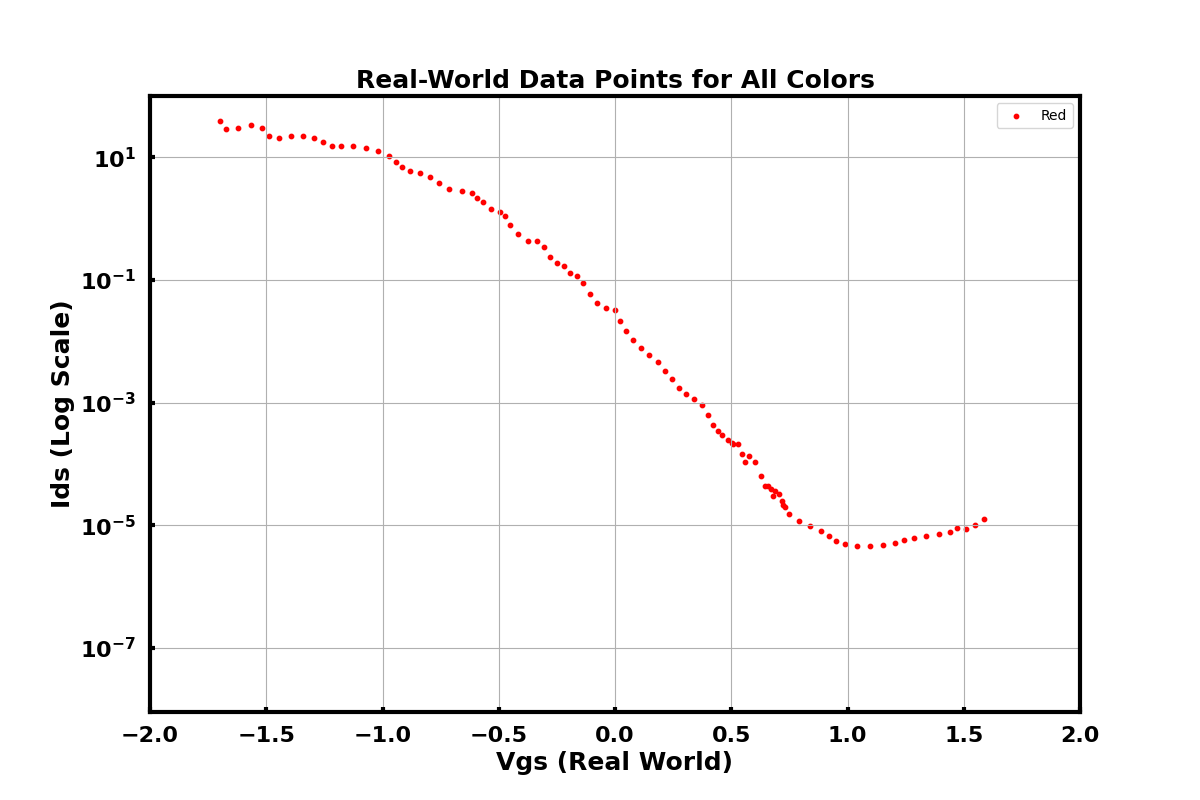 Real-World Data Points for All Colors
Red
10¹
10⁻¹
10⁻³
10⁻⁵
10⁻⁷
Ids (Log Scale)
−2.0 −1.5 −1.0 −0.5 0.0 0.5 1.0 1.5 2.0
Vgs (Real World)